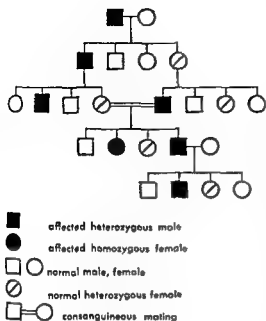 affected heterozygous male
affected homozygous female
normal male, female
normal heterozygous female
consanguineous mating